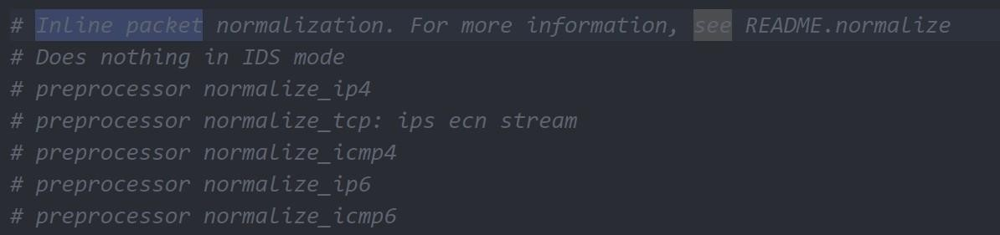 # Inline packet normalization. For more information, see README.normalize
# Does nothing in IDS mode
# preprocessor normalize_ip4
# preprocessor normalize_tcp: ips ecn stream
# preprocessor normalize_icmp4
# preprocessor normalize_ip6
# preprocessor normalize_icmp6